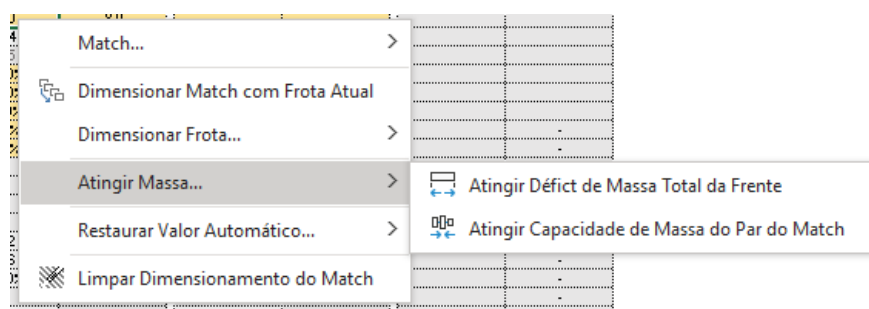 Match...
Dimensionar Match com Frota Atual
Dimensionar Frota...
Atingir Massa...
Atingir Défict de Massa Total da Frente
Restaurar Valor Automático...
Atingir Capacidade de Massa do Par do Match
Limpar Dimensionamento do Match